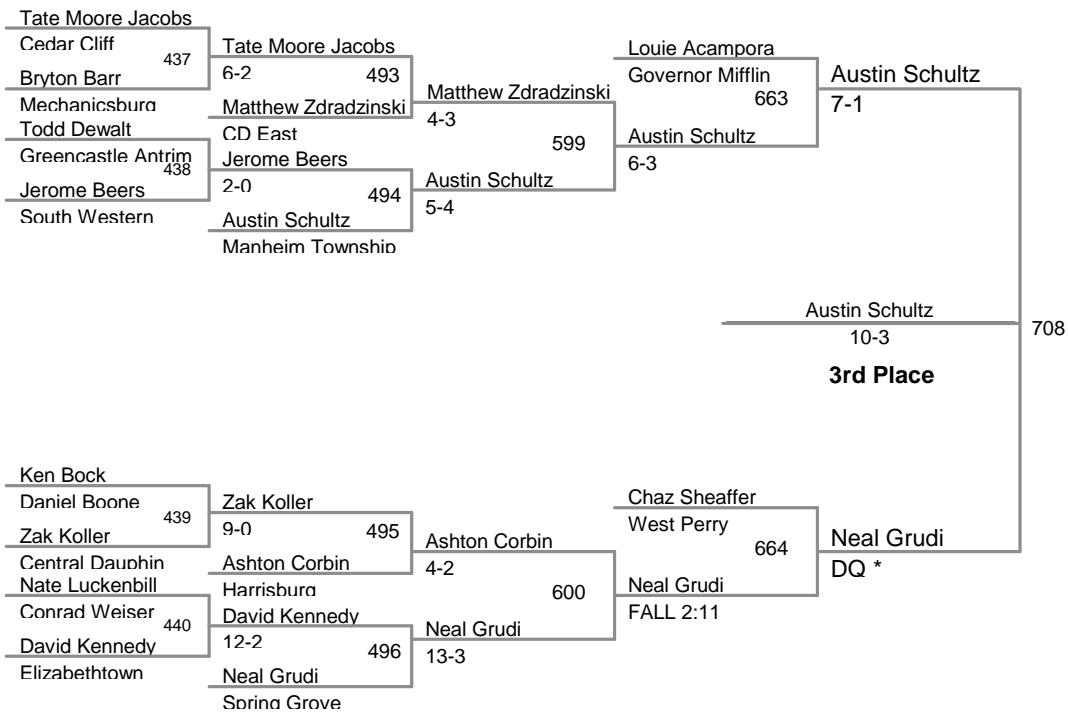 Tate Moore Jacobs
Cedar Cliff
437
Bryton Barr
Mechanicsburg
Todd Dewalt
Greencastle Antrim
438
Jerome Beers
South Western
Tate Moore Jacobs
6-2
493
Matthew Zdradzinski
CD East
Jerome Beers
2-0
494
Austin Schultz
Manheim Township
Matthew Zdradzinski
4-3
599
Austin Schultz
5-4
Louie Acampora
Governor Mifflin
663
Austin Schultz
6-3
Austin Schultz
7-1
Austin Schultz
10-3
3rd Place
708
Ken Bock
Daniel Boone
439
Zak Koller
Central Dauphin
Nate Luckenbill
Conrad Weiser
440
David Kennedy
Elizabethtown
Zak Koller
9-0
495
Ashton Corbin
Harrisburg
David Kennedy
12-2
496
Neal Grudi
Spring Grove
Ashton Corbin
4-2
600
Neal Grudi
13-3
Chaz Sheaffer
West Perry
664
Neal Grudi
FALL 2:11
Neal Grudi
DQ *